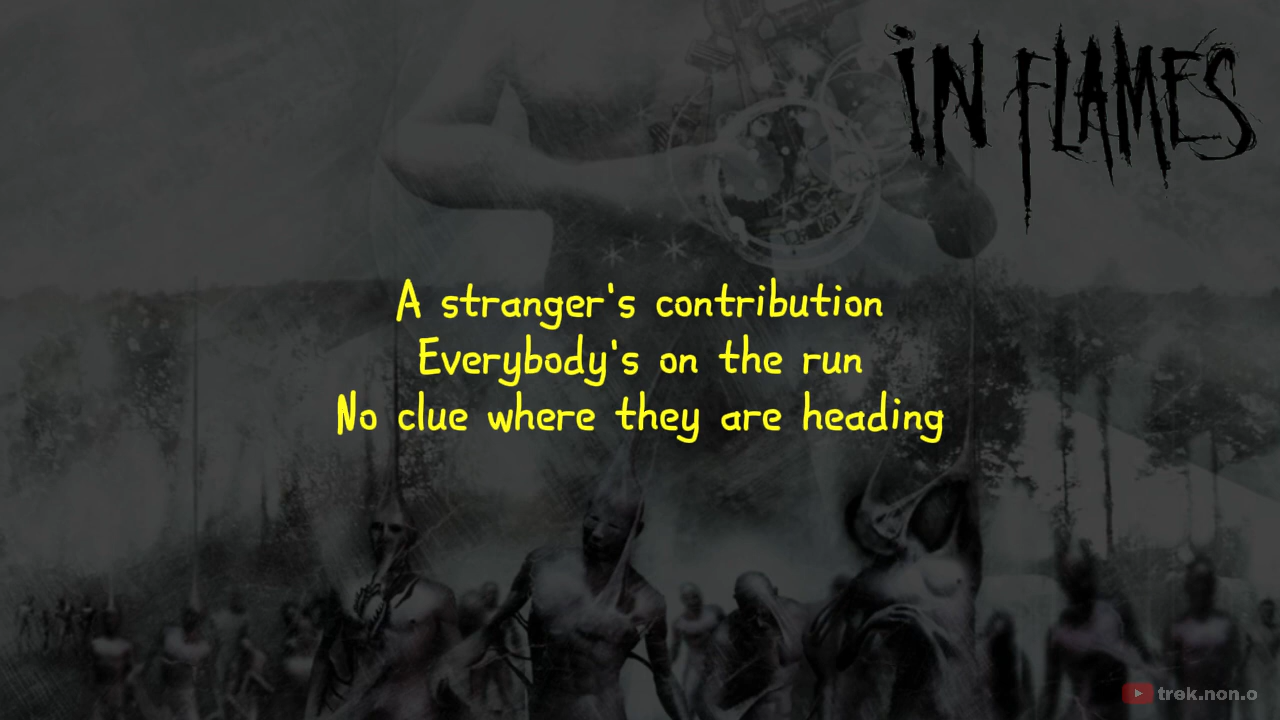 IN FLAMES
A stranger's contribution
Everybody's on the run
No clue where they are heading
trek.non.o